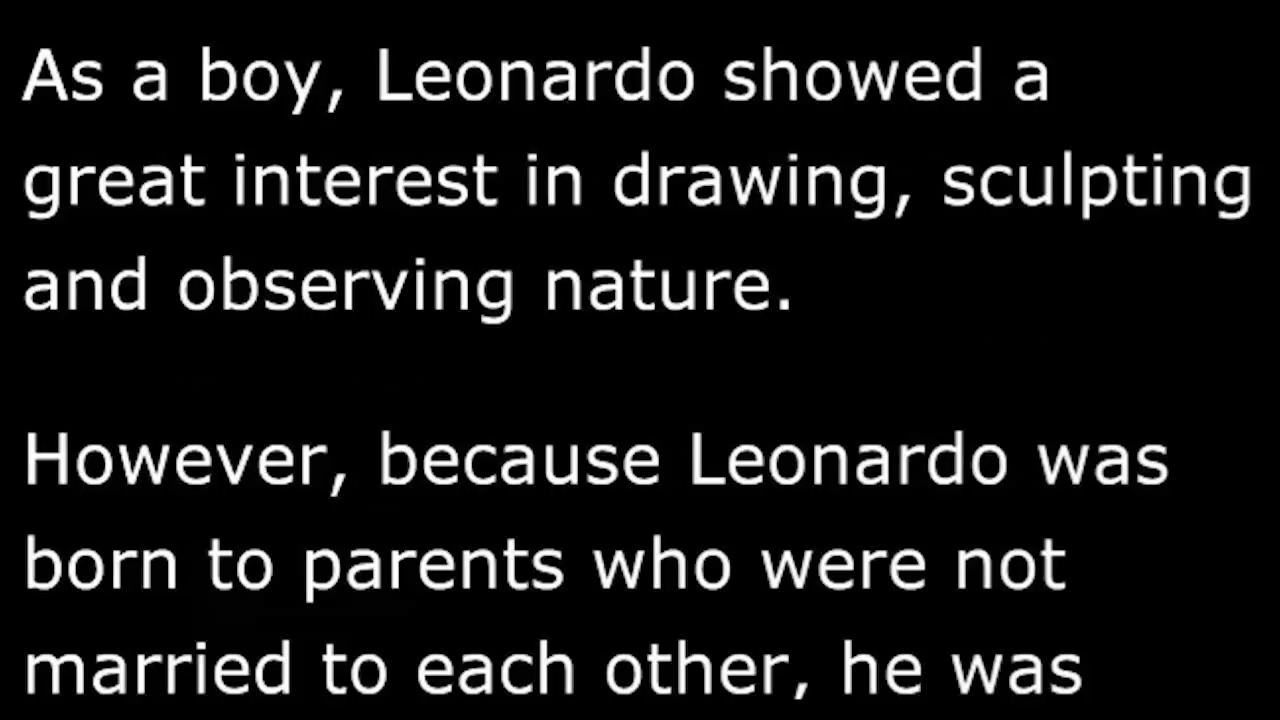 As a boy, Leonardo showed a
great interest in drawing, sculpting
and observing nature.
However, because Leonardo was
born to parents who were not
married to each other, he was